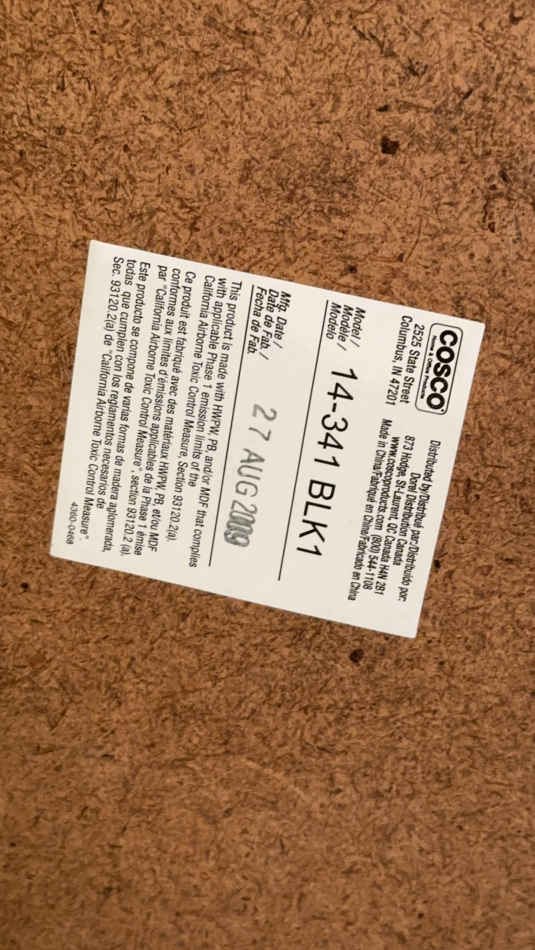 COSCO
Home & Office Products
2525 State Street
Columbus, IN 47201
Distributed by/Distribué par:/Distribuido por:
Dorel Distribution Canada
873 Hodge, St-Laurent, QC Canada H4N 2B1
www.coscoproducts.com (800) 544-1108
Made in China/Fabriqué en Chine/Fabricado en China
Model /
Modèle /
Modelo
14-341 BLK1
Mfg. Date /
Date de Fab. /
Fecha de Fab.
27 AUG 2009
This product is made with HWPW, PB, and/or MDF that complies
with applicable Phase 1 emission limits of the
California Airborne Toxic Control Measure, Section 93120.2(a).
Ce produit est fabriqué avec des matériaux HWPW, PB, et/ou MDF
conformes aux limites d'émissions applicables de la Phase 1 émise
par "California Airborne Toxic Control Measure", section 93120.2 (a).
Este producto se compone de varias formas de madera aglomerada,
todas que cumplen con los reglamentos necesarios de
Sec. 93120.2(a) de "California Airborne Toxic Control Measure".
4360-0469